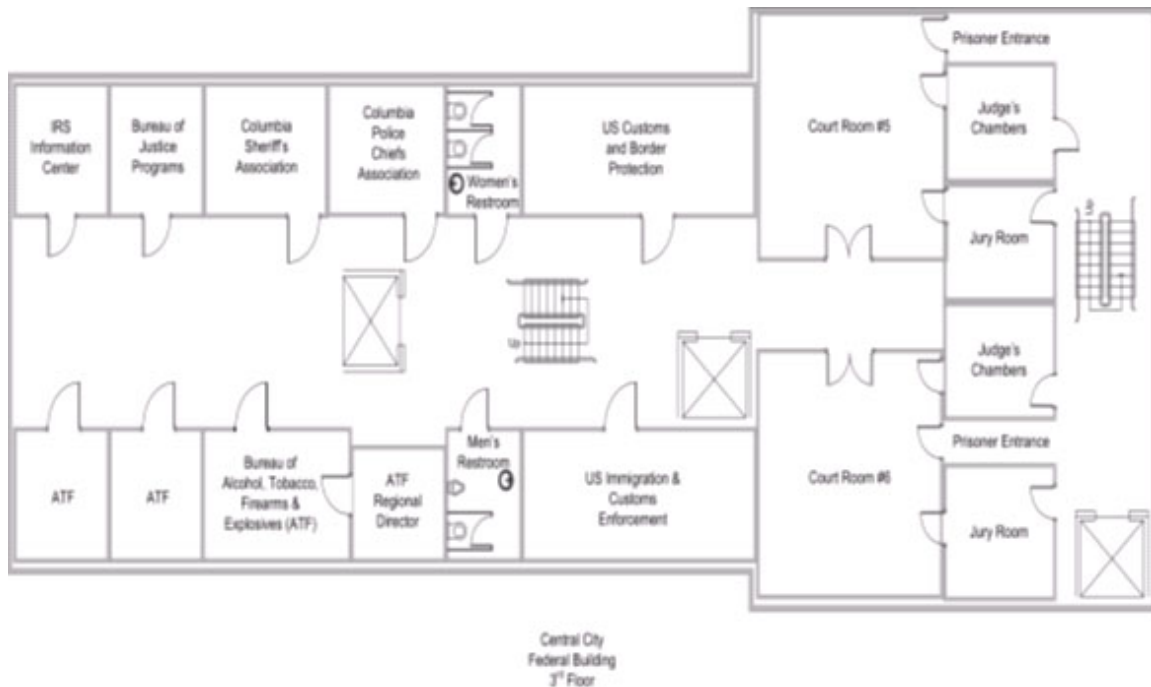 IRS
Information
Center
Bureau of
Justice
Programs
Columbia
Sheriff's
Association
Columbia
Police
Chiefs
Association
Women's
Restroom
US Customs
and Border
Protection
Court Room #5
Prisoner Entrance
Judge's
Chambers
Jury Room
Up
Up
Judge's
Chambers
Prisoner Entrance
Court Room #6
Jury Room
ATF
ATF
Bureau of
Alcohol, Tobacco,
Firearms &
Explosives (ATF)
ATF
Regional
Director
Men's
Restroom
US Immigration &
Customs
Enforcement
Central City
Federal Building
3rd Floor